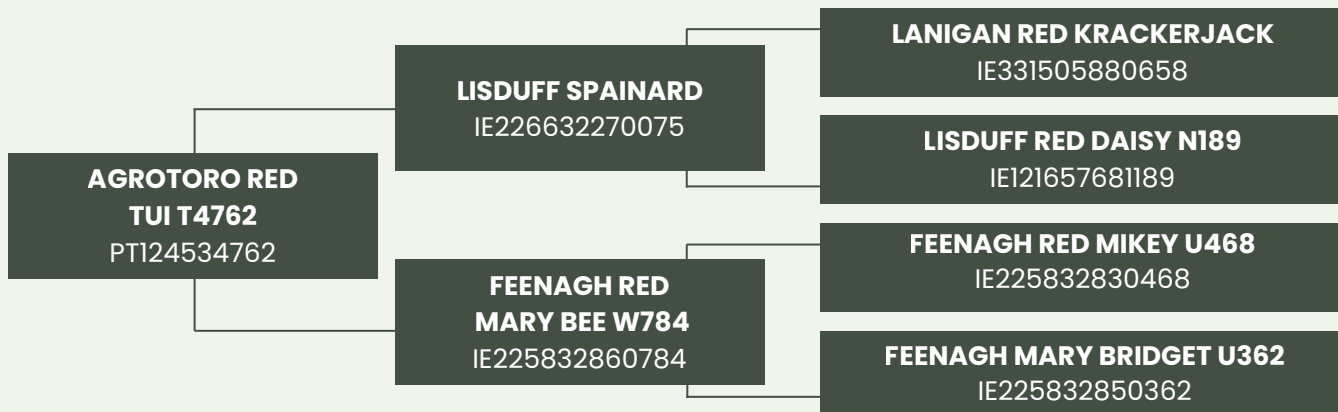 AGROTORO RED
TUI T4762
PT124534762
LISDUFF SPAINARD
IE226632270075
FEENAGH RED
MARY BEE W784
IE225832860784
LANIGAN RED KRACKERJACK
IE331505880658
LISDUFF RED DAISY N189
IE121657681189
FEENAGH RED MIKEY U468
IE225832830468
FEENAGH MARY BRIDGET U362
IE225832850362